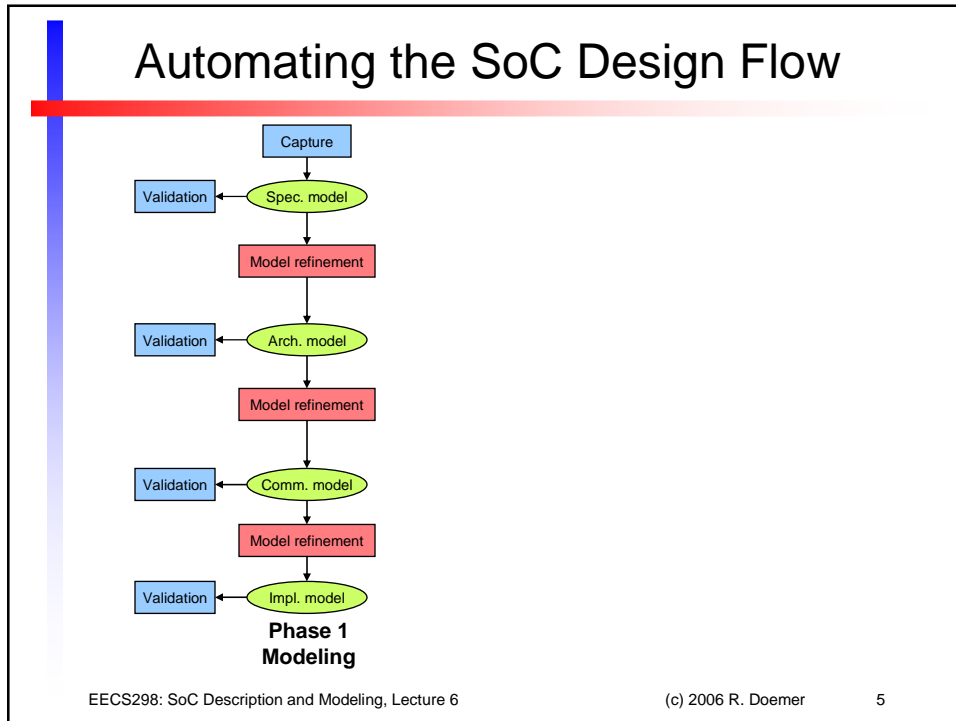 Automating the SoC Design Flow
Capture
Validation
Spec. model
Model refinement
Validation
Arch. model
Model refinement
Validation
Comm. model
Model refinement
Validation
Impl. model
Phase 1
Modeling
EECS298: SoC Description and Modeling, Lecture 6
(c) 2006 R. Doemer
5